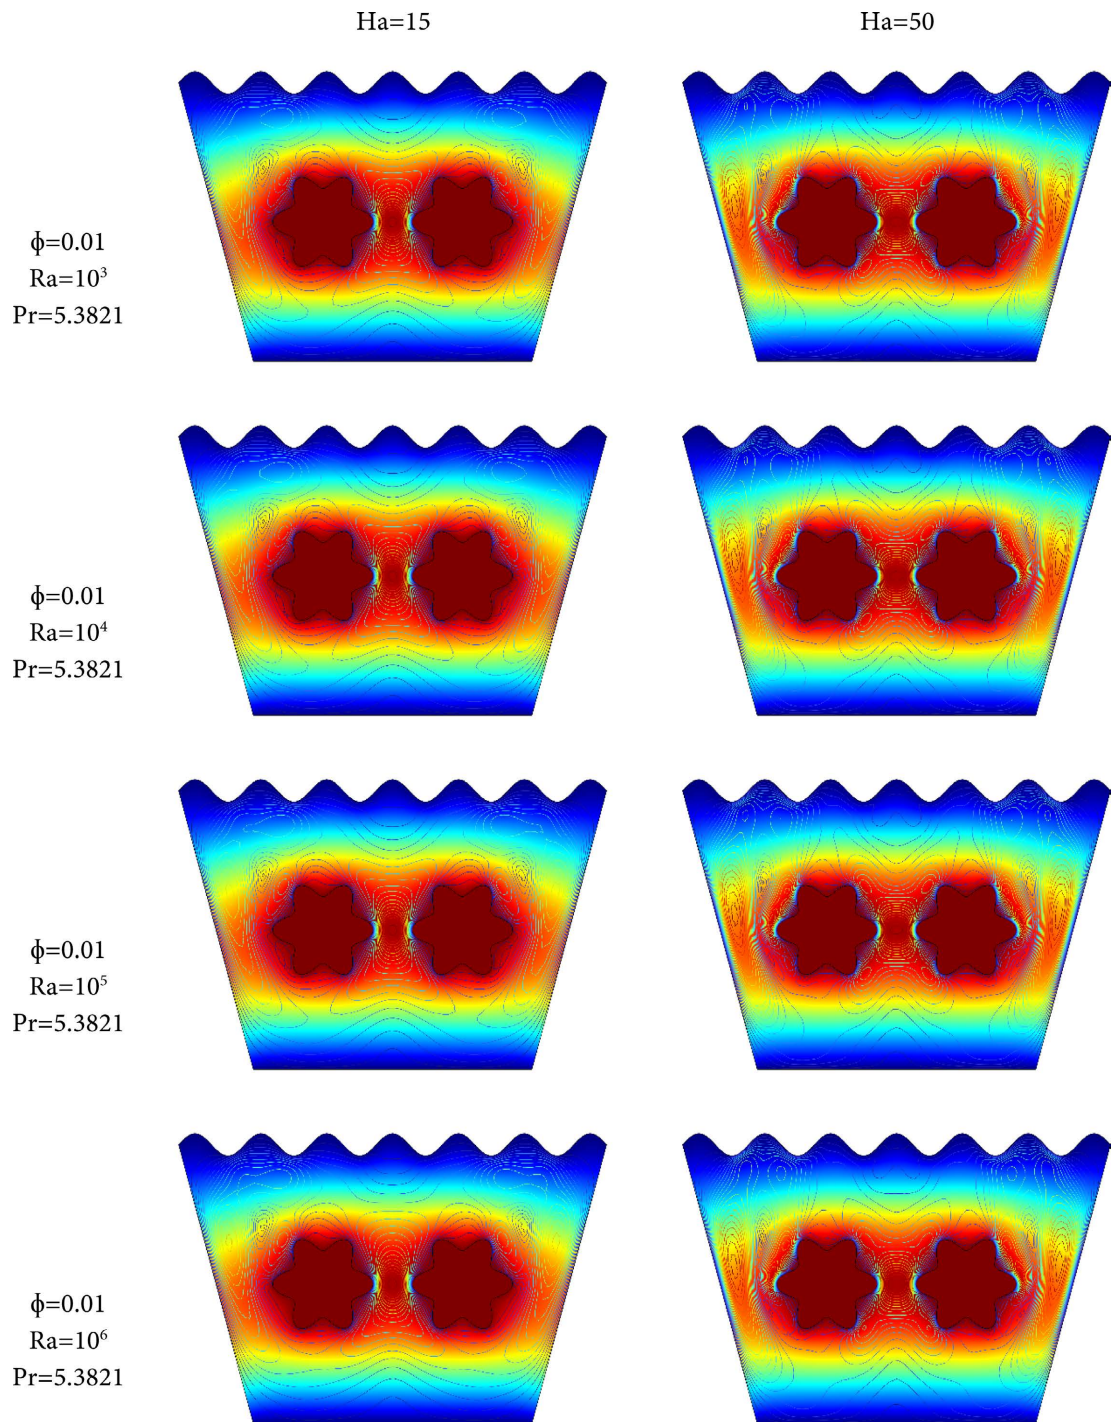 Ha=15
Ha=50
ϕ=0.01
Ra=10³
Pr=5.3821
ϕ=0.01
Ra=10⁴
Pr=5.3821
ϕ=0.01
Ra=10⁵
Pr=5.3821
ϕ=0.01
Ra=10⁶
Pr=5.3821